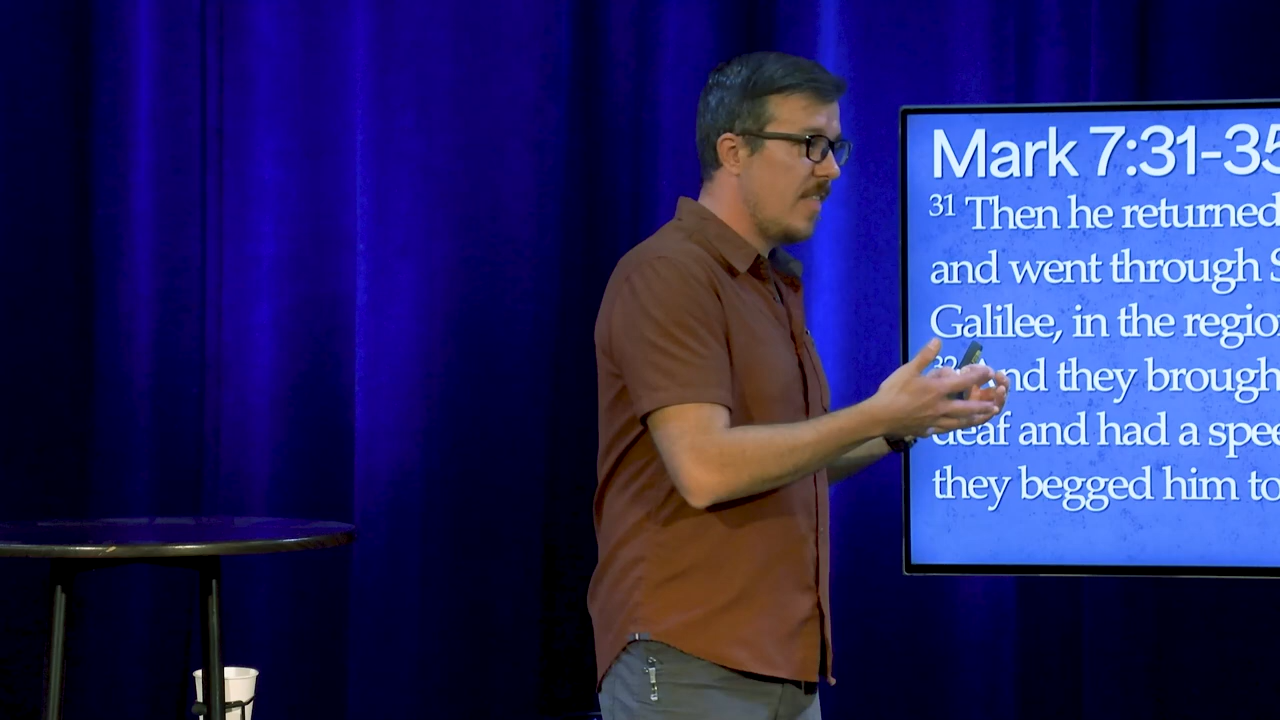 Mark 7:31-35
31 Then he returned
and went through
Galilee, in the
they
deaf and had a
they begged him to